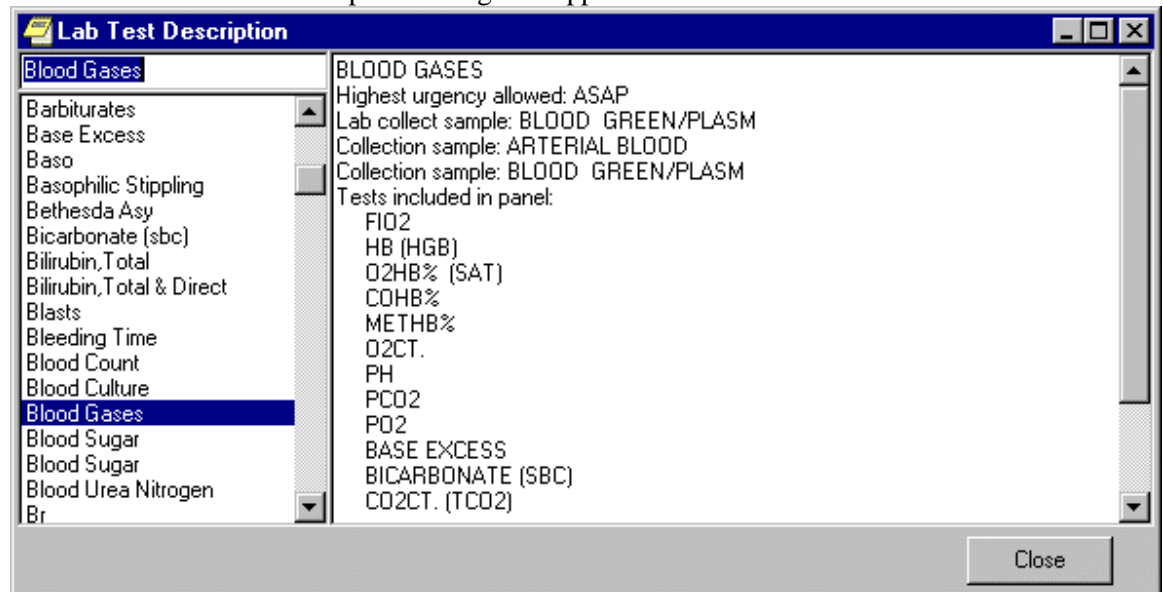 Lab Test Description
Blood Gases
Barbiturates
Base Excess
Baso
Basophilic Stippling
Bethesda Asy
Bicarbonate (sbc)
Bilirubin,Total
Bilirubin,Total & Direct
Blasts
Bleeding Time
Blood Count
Blood Culture
Blood Gases
Blood Sugar
Blood Sugar
Blood Urea Nitrogen
Br
BLOOD GASES
Highest urgency allowed: ASAP
Lab collect sample: BLOOD  GREEN/PLASM
Collection sample: ARTERIAL BLOOD
Collection sample: BLOOD  GREEN/PLASM
Tests included in panel:
FIO2
HB (HGB)
O2HB%  (SAT)
COHB%
METHB%
O2CT.
PH
PCO2
PO2
BASE EXCESS
BICARBONATE (SBC)
CO2CT. (TCO2)
Close